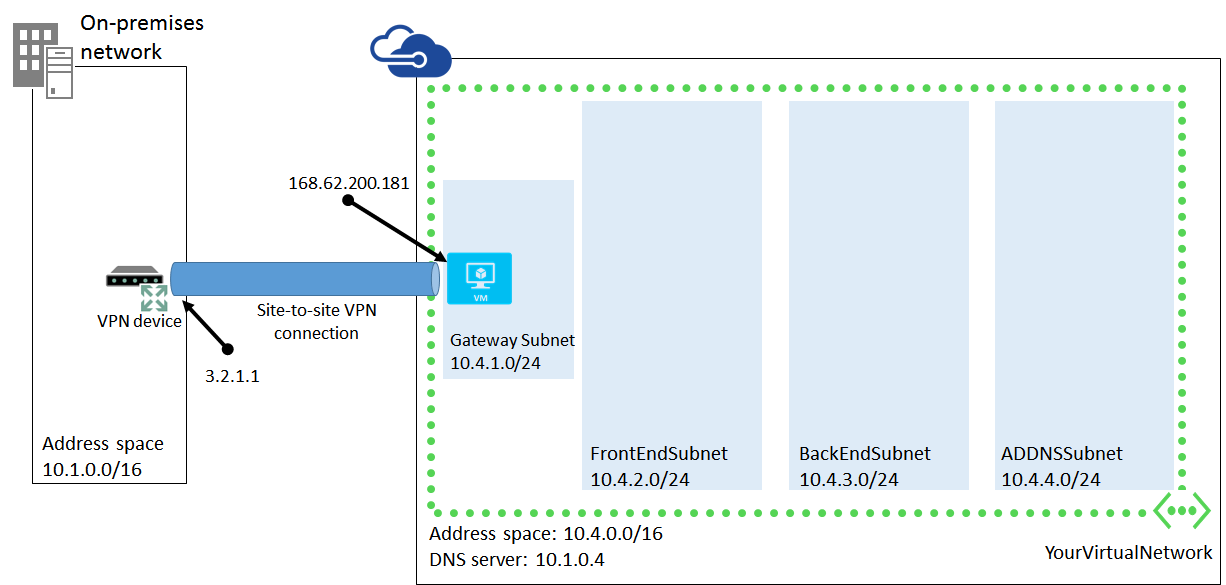 On-premises
network
168.62.200.181
VM
VPN device
Site-to-site VPN
connection
3.2.1.1
Gateway Subnet
10.4.1.0/24
Address space
10.1.0.0/16
FrontEndSubnet
10.4.2.0/24
BackEndSubnet
10.4.3.0/24
ADDNSSubnet
10.4.4.0/24
Address space: 10.4.0.0/16
DNS server: 10.1.0.4
YourVirtualNetwork